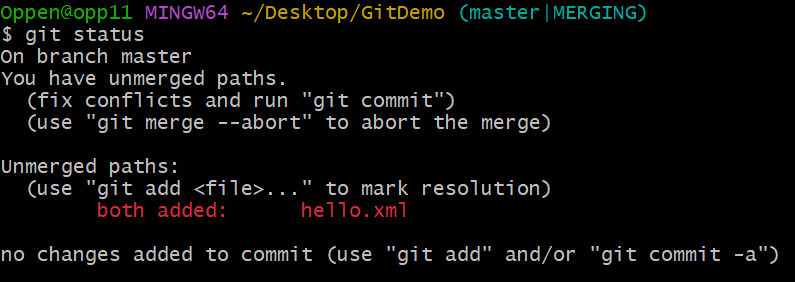 Oppen@opp11 MINGW64 ~/Desktop/GitDemo (master|MERGING)
$ git status
On branch master
You have unmerged paths.
  (fix conflicts and run "git commit")
  (use "git merge --abort" to abort the merge)

Unmerged paths:
  (use "git add <file>..." to mark resolution)
        both added:      hello.xml

no changes added to commit (use "git add" and/or "git commit -a")